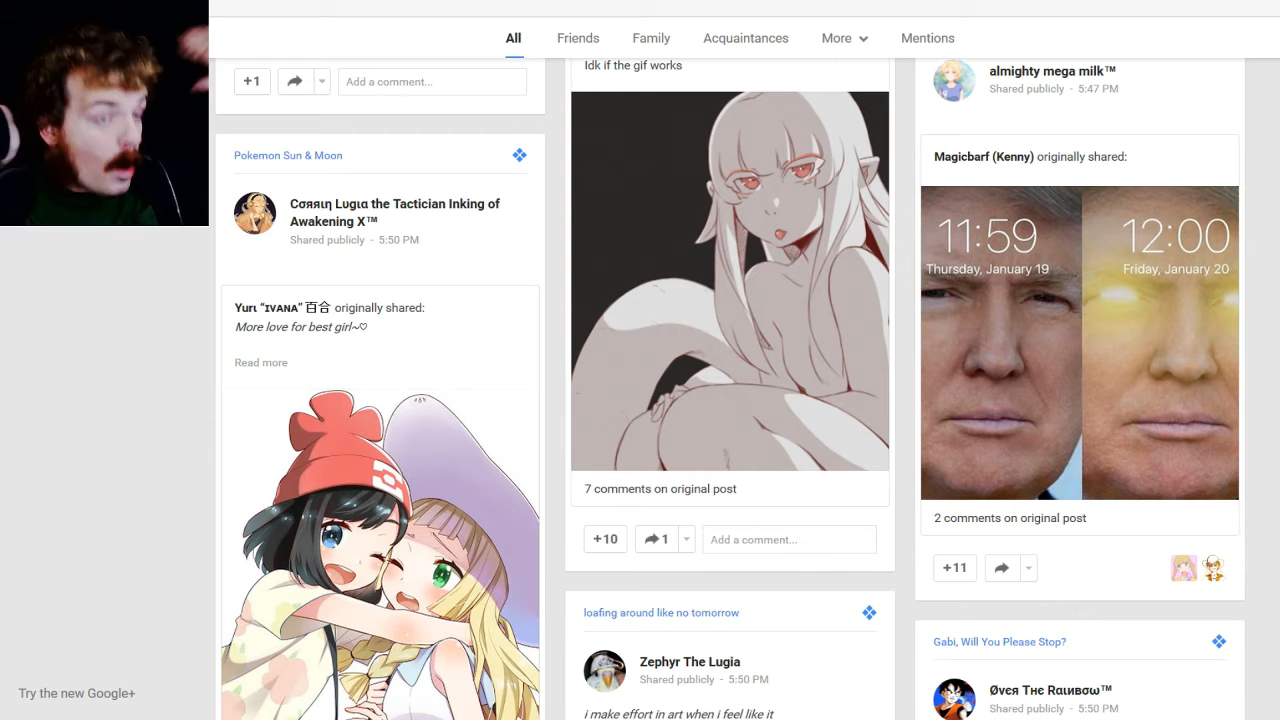 All
Friends
Family
Acquaintances
More
Mentions
+1
Add a comment...
Pokemon Sun & Moon
Cσяяιη Lυgια the Tactician Inking of
Awakening X™
Shared publicly - 5:50 PM
Yurι “ɪᴠᴀɴᴀ” 百合 originally shared:
More love for best girl~♡
Read more
Try the new Google+
Idk if the gif works
7 comments on original post
+10
1
Add a comment...
loafing around like no tomorrow
Zephyr The Lugia
Shared publicly - 5:50 PM
i make effort in art when i feel like it
almighty mega milk™
Shared publicly - 5:47 PM
Magicbarf (Kenny) originally shared:
11:59
Thursday, January 19
12:00
Friday, January 20
2 comments on original post
+11
Gabi, Will You Please Stop?
Øνєя Тнє Rαιивσω™
Shared publicly - 5:50 PM